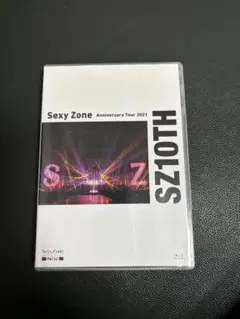 Sexy Zone Anniversary Tour 2021
SZ10TH
S Z
Sexy Zone